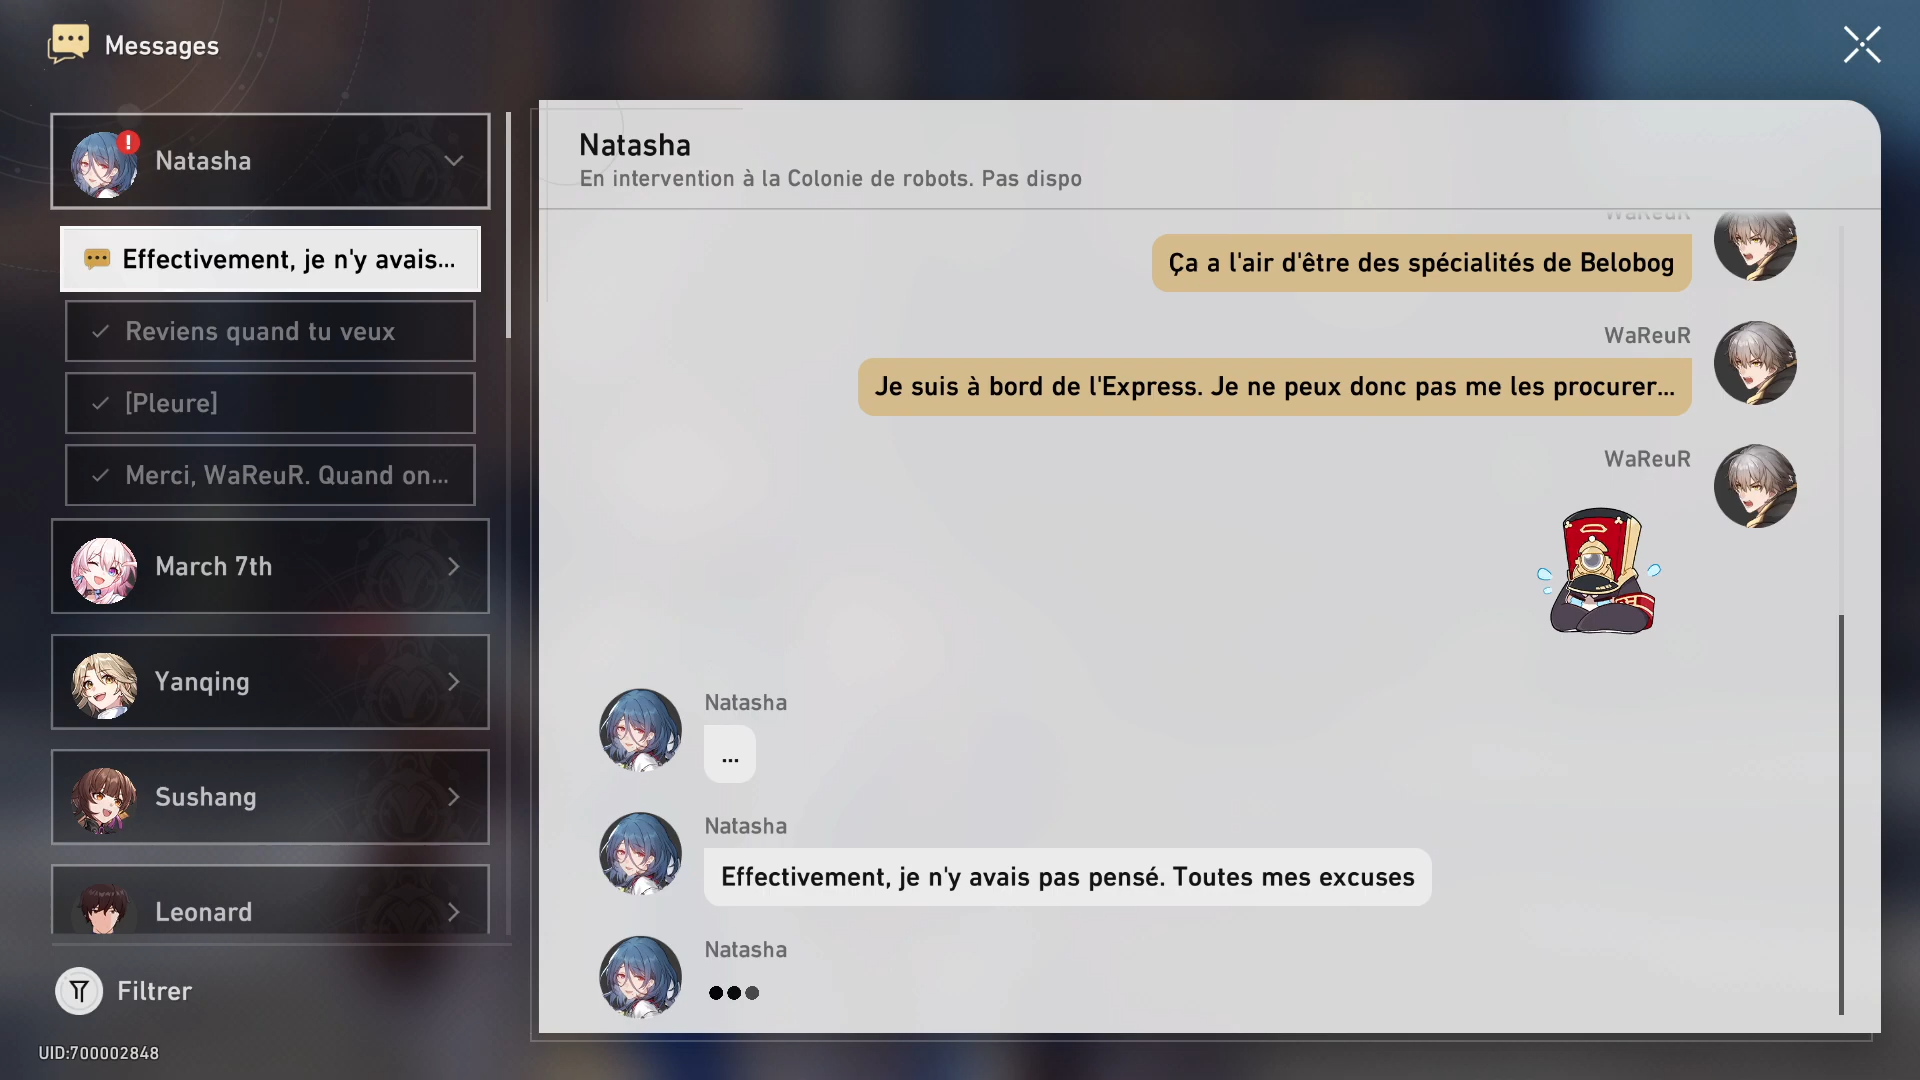 Messages
Natasha
Effectivement, je n'y avais...
Reviens quand tu veux
[Pleure]
Merci, WaReuR. Quand on...
March 7th
Yanqing
Sushang
Leonard
Filtrer
UID:700002848
Natasha
En intervention à la Colonie de robots. Pas dispo
WaReuR
Ça a l'air d'être des spécialités de Belobog
WaReuR
Je suis à bord de l'Express. Je ne peux donc pas me les procurer...
WaReuR
Natasha
...
Natasha
Effectivement, je n'y avais pas pensé. Toutes mes excuses
Natasha